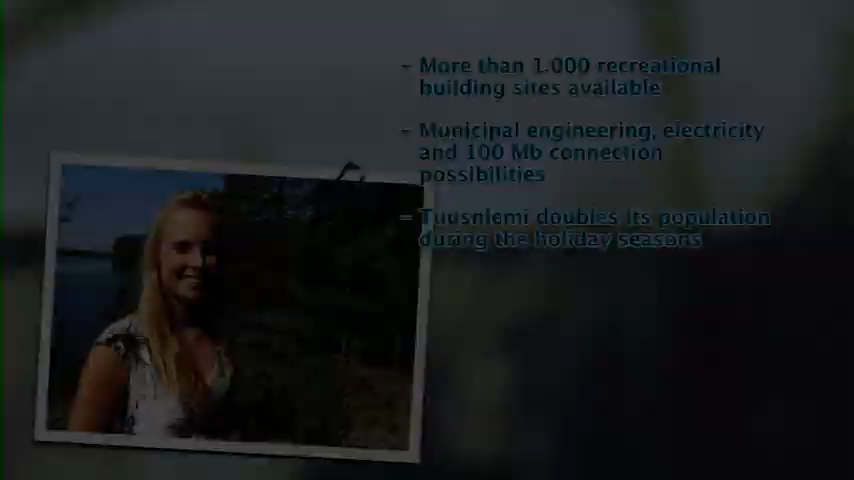 - More than 1.000 recreational
building sites available
- Municipal engineering, electricity
and 100 Mb connection
possibilities
- Tuusniemi doubles its population
during the holiday seasons